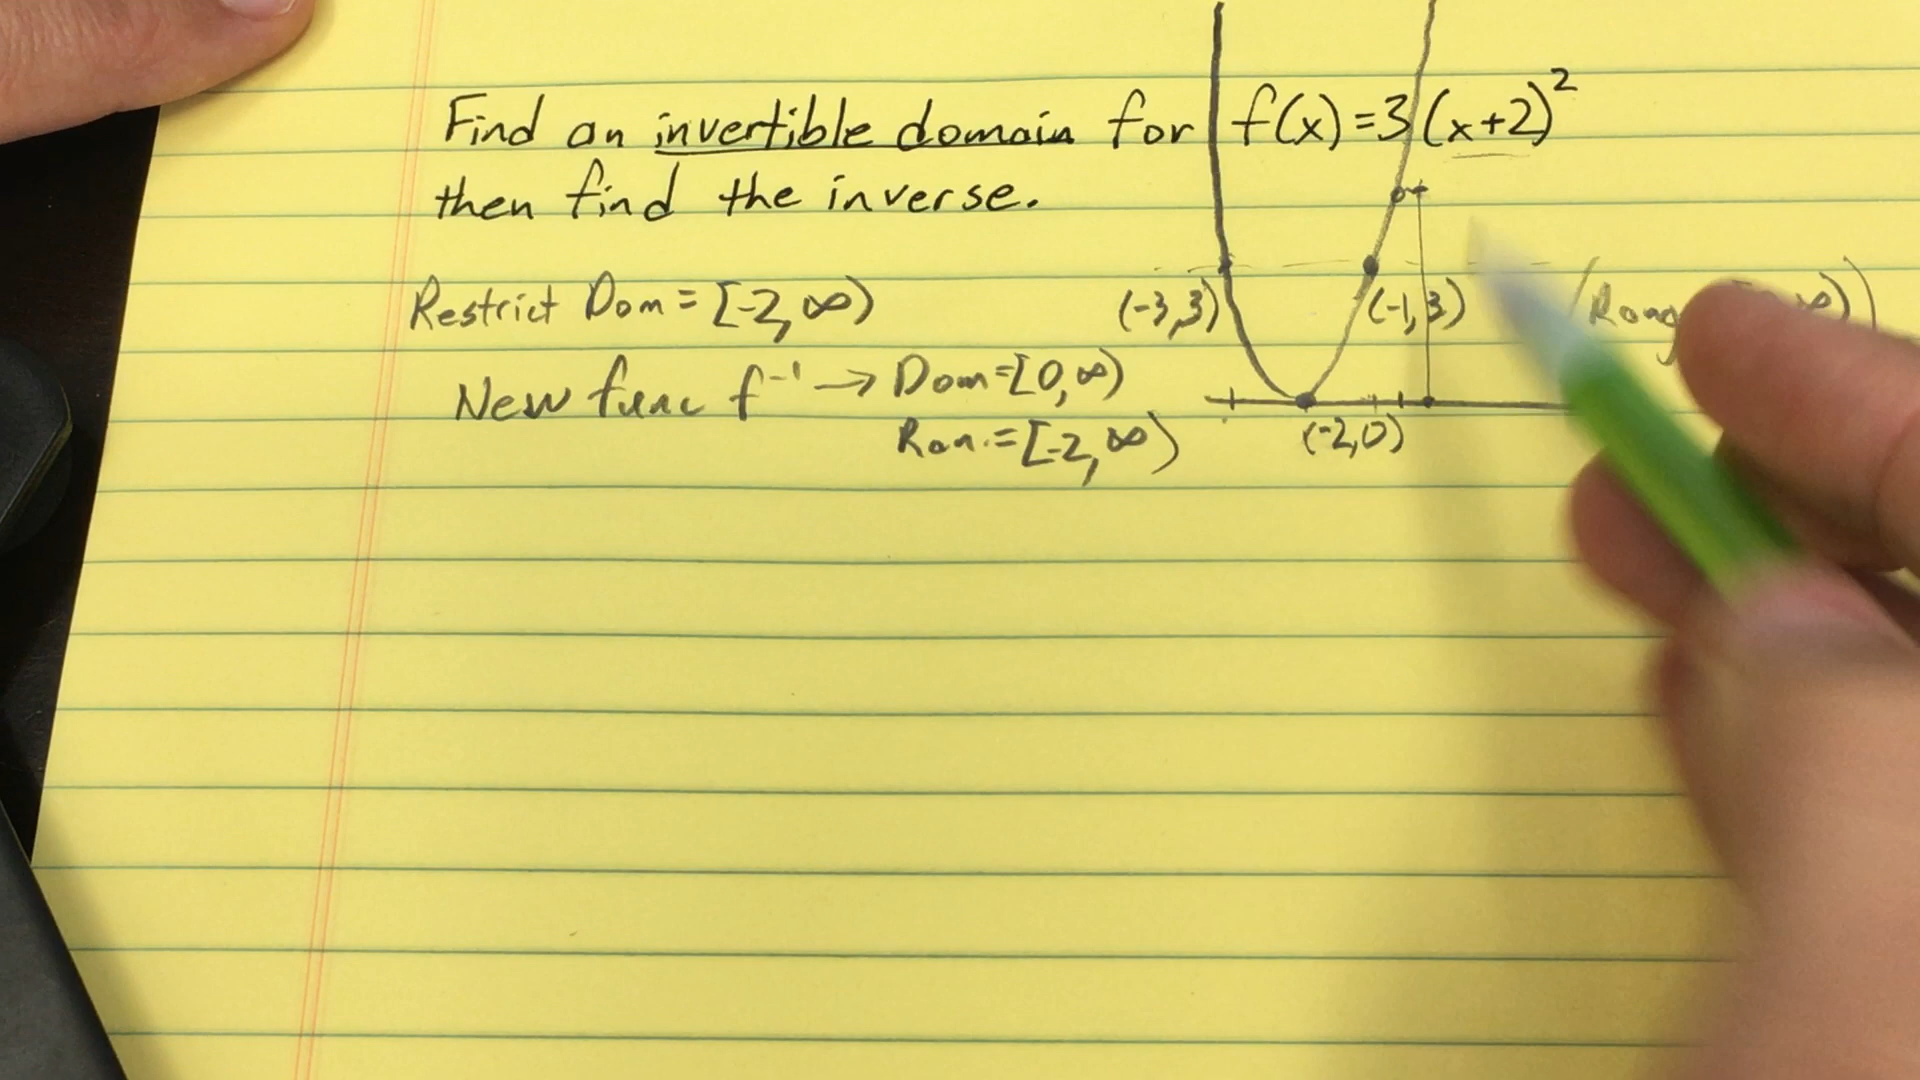 Find an invertible domain for f(x)=3(x+2)²
then find the inverse.
Restrict Dom = [-2,∞)
(-3,3)
(-1,3)
New func f⁻¹ → Dom=[0,∞)
Ran.=[-2,∞)
(-2,0)